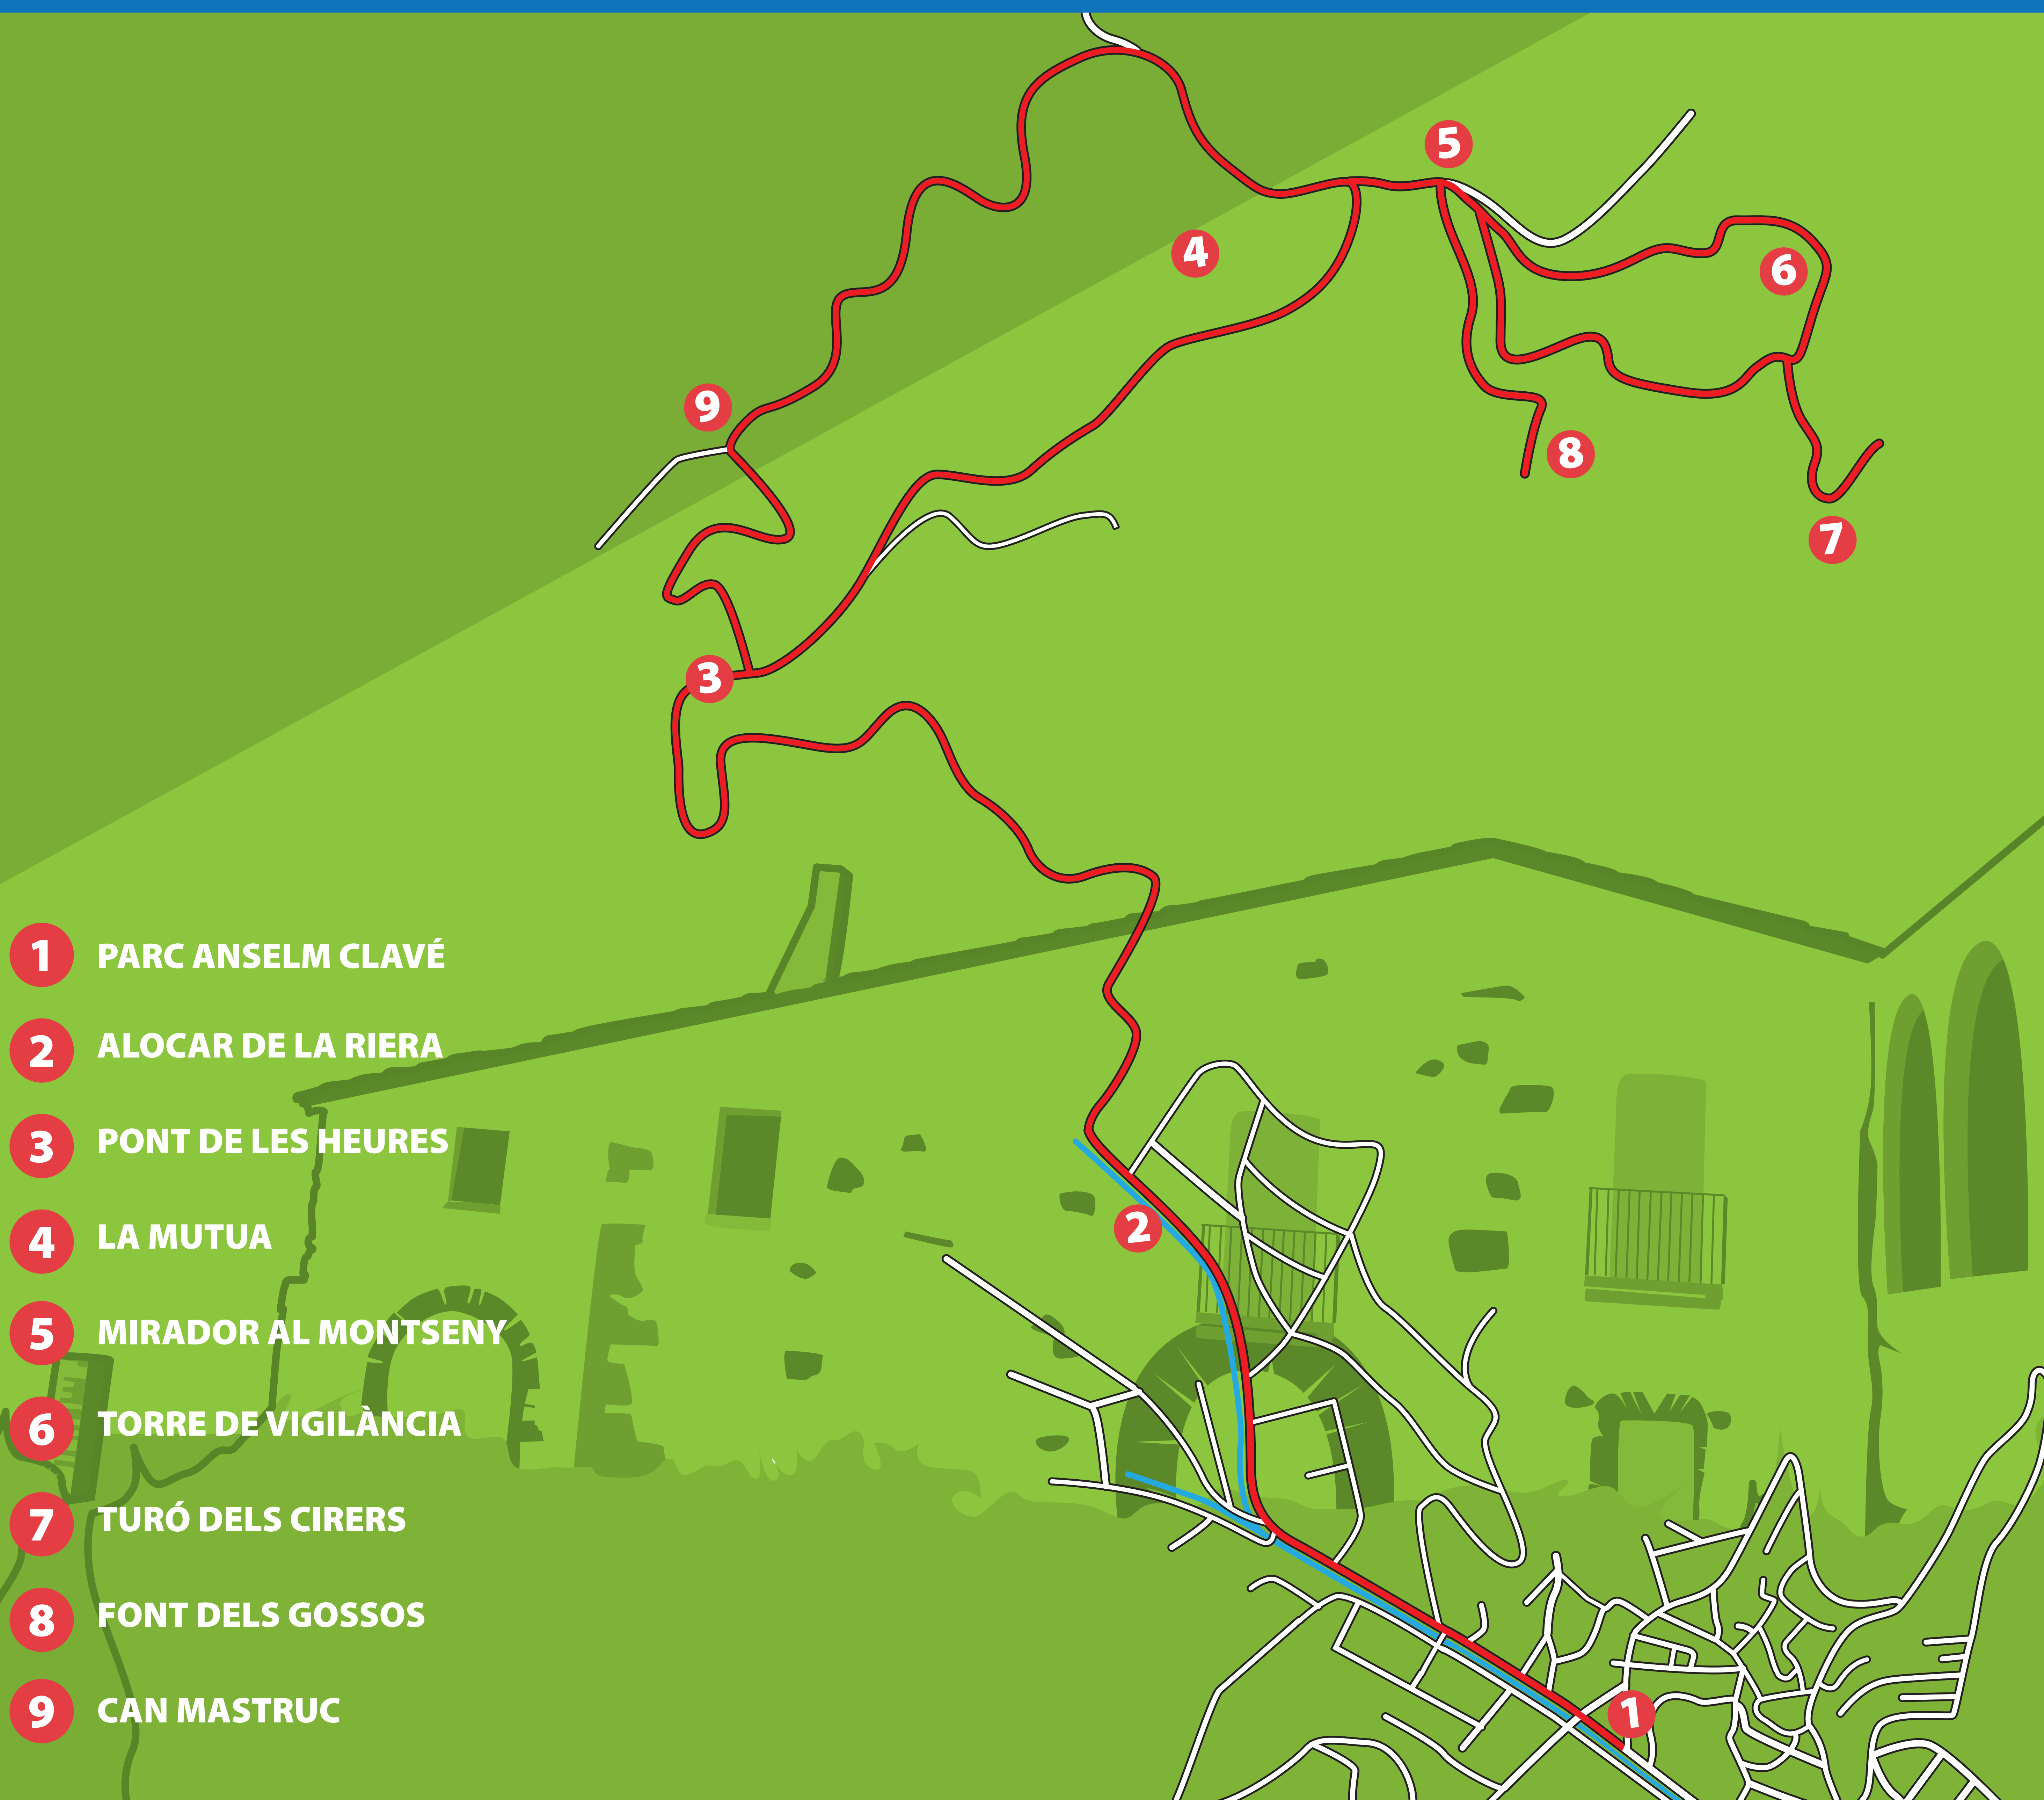 5
4
6
9
8
7
3
2
1
1 PARC ANSELM CLAVÉ
2 ALOCAR DE LA RIERA
3 PONT DE LES HEURES
4 LA MUTUA
5 MIRADOR AL MONTSENY
6 TORRE DE VIGILÀNCIA
7 TURÓ DELS CIRERS
8 FONT DELS GOSSOS
9 CAN MASTRUC